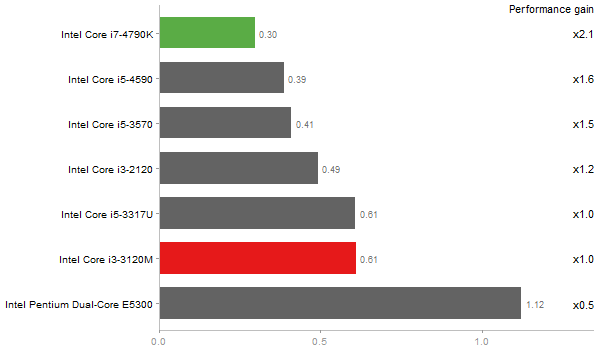 Performance gain
Intel Core i7-4790K 0.30 x2.1
Intel Core i5-4590 0.39 x1.6
Intel Core i5-3570 0.41 x1.5
Intel Core i3-2120 0.49 x1.2
Intel Core i5-3317U 0.61 x1.0
Intel Core i3-3120M 0.61 x1.0
Intel Pentium Dual-Core E5300 1.12 x0.5
0.0 0.5 1.0